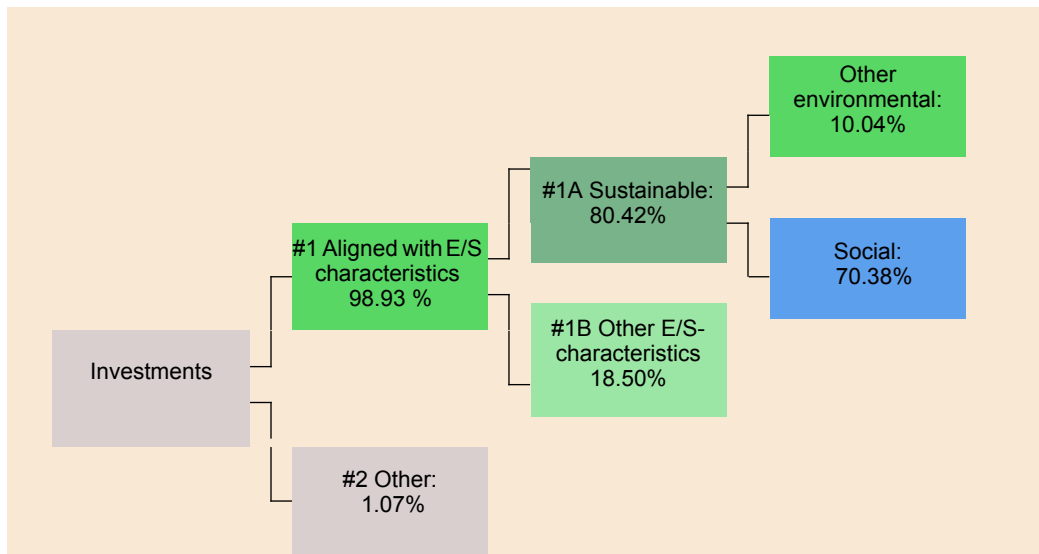 Investments
#1 Aligned with E/S
characteristics
98.93 %
#2 Other:
1.07%
#1A Sustainable:
80.42%
#1B Other E/S-
characteristics
18.50%
Other
environmental:
10.04%
Social:
70.38%